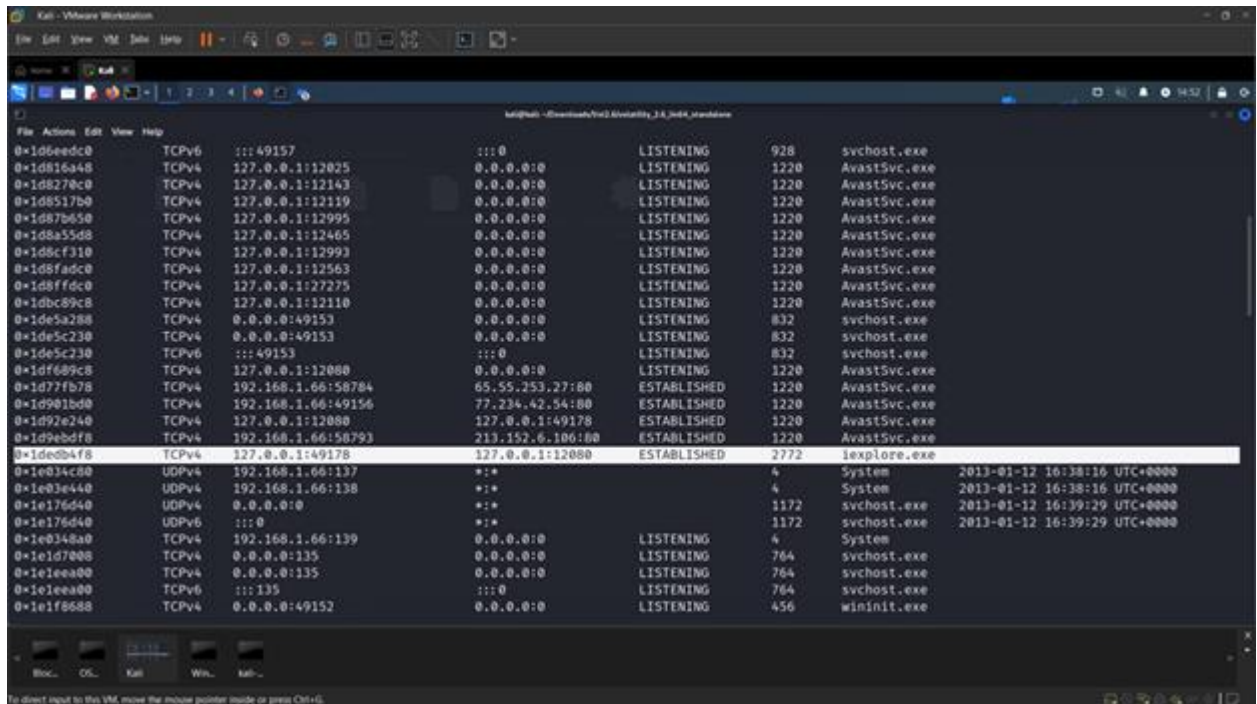 Kali - VMware Workstation
File Edit View VM Tabs Help
Home Kali
1 2 3 4 14:52
File Actions Edit View Help
0×1d6eedc0 TCPv6 :::49157 :::0 LISTENING 928 svchost.exe
0×1d816a48 TCPv4 127.0.0.1:12025 0.0.0.0:0 LISTENING 1220 AvastSvc.exe
0×1d8270c0 TCPv4 127.0.0.1:12143 0.0.0.0:0 LISTENING 1220 AvastSvc.exe
0×1d8517b0 TCPv4 127.0.0.1:12119 0.0.0.0:0 LISTENING 1220 AvastSvc.exe
0×1d87b650 TCPv4 127.0.0.1:12995 0.0.0.0:0 LISTENING 1220 AvastSvc.exe
0×1d8a55d8 TCPv4 127.0.0.1:12465 0.0.0.0:0 LISTENING 1220 AvastSvc.exe
0×1d8cf310 TCPv4 127.0.0.1:12993 0.0.0.0:0 LISTENING 1220 AvastSvc.exe
0×1d8fadc0 TCPv4 127.0.0.1:12563 0.0.0.0:0 LISTENING 1220 AvastSvc.exe
0×1d8ffdc0 TCPv4 127.0.0.1:27275 0.0.0.0:0 LISTENING 1220 AvastSvc.exe
0×1dbc89c8 TCPv4 127.0.0.1:12110 0.0.0.0:0 LISTENING 1220 AvastSvc.exe
0×1de5a288 TCPv4 0.0.0.0:49153 0.0.0.0:0 LISTENING 832 svchost.exe
0×1de5c230 TCPv4 0.0.0.0:49153 0.0.0.0:0 LISTENING 832 svchost.exe
0×1de5c230 TCPv6 :::49153 :::0 LISTENING 832 svchost.exe
0×1df689c8 TCPv4 127.0.0.1:12080 0.0.0.0:0 LISTENING 1220 AvastSvc.exe
0×1d77fb78 TCPv4 192.168.1.66:58784 65.55.253.27:80 ESTABLISHED 1220 AvastSvc.exe
0×1d901bd0 TCPv4 192.168.1.66:49156 77.234.42.54:80 ESTABLISHED 1220 AvastSvc.exe
0×1d92e240 TCPv4 127.0.0.1:12080 127.0.0.1:49178 ESTABLISHED 1220 AvastSvc.exe
0×1d9ebdf8 TCPv4 192.168.1.66:58793 213.152.6.106:80 ESTABLISHED 1220 AvastSvc.exe
0×1dedb4f8 TCPv4 127.0.0.1:49178 127.0.0.1:12080 ESTABLISHED 2772 iexplore.exe
0×1e034c80 UDPv4 192.168.1.66:137 *:* 4 System 2013-01-12 16:38:16 UTC+0000
0×1e03e440 UDPv4 192.168.1.66:138 *:* 4 System 2013-01-12 16:38:16 UTC+0000
0×1e176d40 UDPv4 0.0.0.0:0 *:* 1172 svchost.exe 2013-01-12 16:39:29 UTC+0000
0×1e176d40 UDPv6 :::0 *:* 1172 svchost.exe 2013-01-12 16:39:29 UTC+0000
0×1e0348a0 TCPv4 192.168.1.66:139 0.0.0.0:0 LISTENING 4 System
0×1e1d7008 TCPv4 0.0.0.0:135 0.0.0.0:0 LISTENING 764 svchost.exe
0×1e1eea00 TCPv4 0.0.0.0:135 0.0.0.0:0 LISTENING 764 svchost.exe
0×1e1eea00 TCPv6 :::135 :::0 LISTENING 764 svchost.exe
0×1e1f8688 TCPv4 0.0.0.0:49152 0.0.0.0:0 LISTENING 456 wininit.exe
Bloc... OS... Kali Win... kali-...
To direct input to this VM, move the mouse pointer inside or press Ctrl+G.